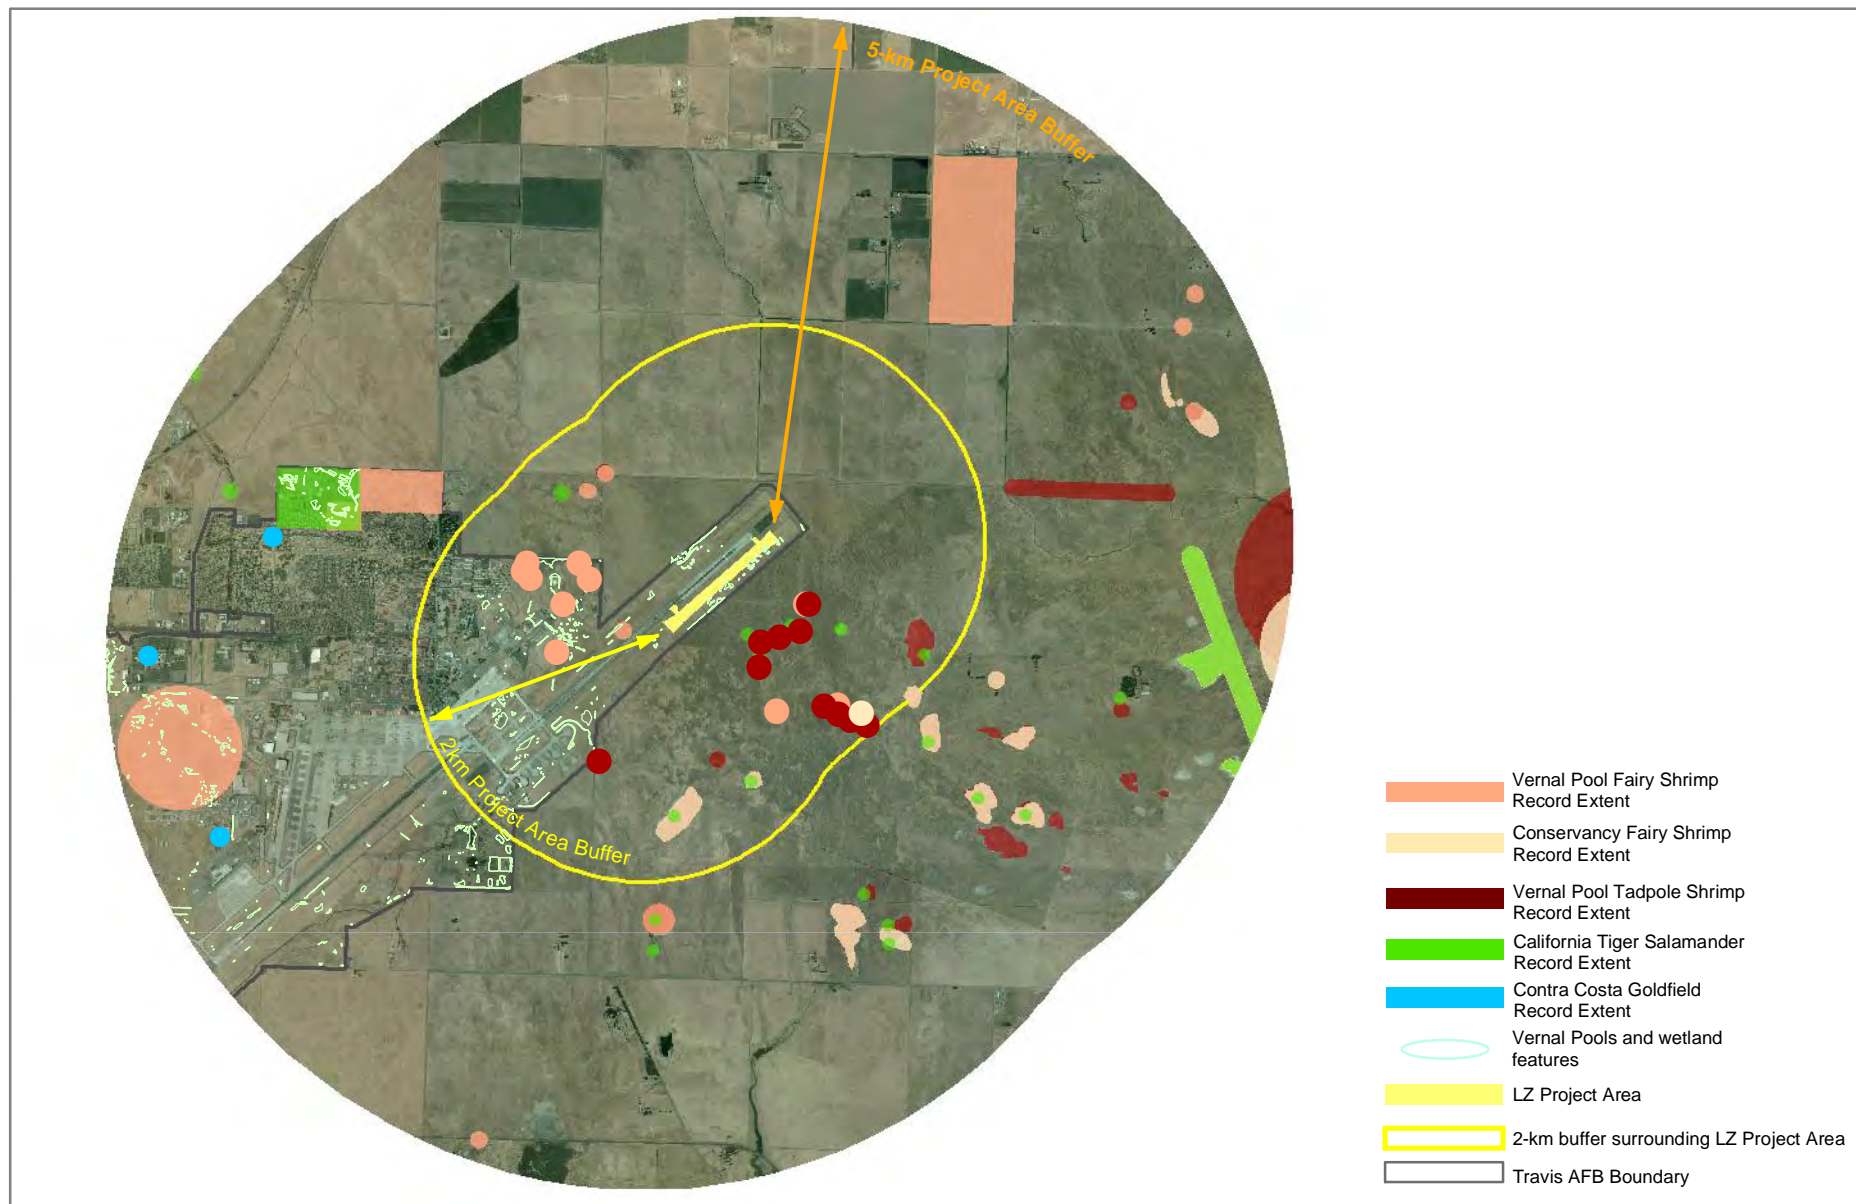 5-km Project Area Buffer
2km Project Area Buffer
Vernal Pool Fairy Shrimp
Record Extent
Conservancy Fairy Shrimp
Record Extent
Vernal Pool Tadpole Shrimp
Record Extent
California Tiger Salamander
Record Extent
Contra Costa Goldfield
Record Extent
Vernal Pools and wetland
features
LZ Project Area
2-km buffer surrounding LZ Project Area
Travis AFB Boundary